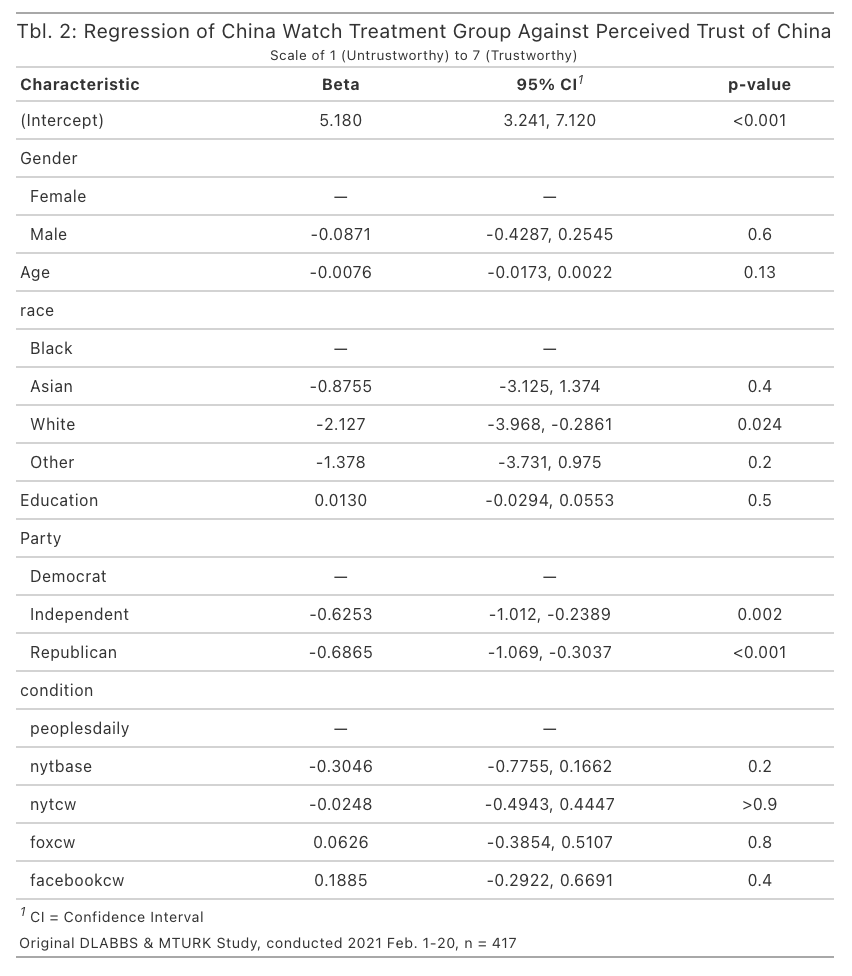 Tbl. 2: Regression of China Watch Treatment Group Against Perceived Trust of China
Scale of 1 (Untrustworthy) to 7 (Trustworthy)
Characteristic Beta 95% CI1 p-value
(Intercept) 5.180 3.241, 7.120 <0.001
Gender
Female — —
Male -0.0871 -0.4287, 0.2545 0.6
Age -0.0076 -0.0173, 0.0022 0.13
race
Black — —
Asian -0.8755 -3.125, 1.374 0.4
White -2.127 -3.968, -0.2861 0.024
Other -1.378 -3.731, 0.975 0.2
Education 0.0130 -0.0294, 0.0553 0.5
Party
Democrat — —
Independent -0.6253 -1.012, -0.2389 0.002
Republican -0.6865 -1.069, -0.3037 <0.001
condition
peoplesdaily — —
nytbase -0.3046 -0.7755, 0.1662 0.2
nytcw -0.0248 -0.4943, 0.4447 >0.9
foxcw 0.0626 -0.3854, 0.5107 0.8
facebookcw 0.1885 -0.2922, 0.6691 0.4
1 CI = Confidence Interval
Original DLABBS & MTURK Study, conducted 2021 Feb. 1-20, n = 417